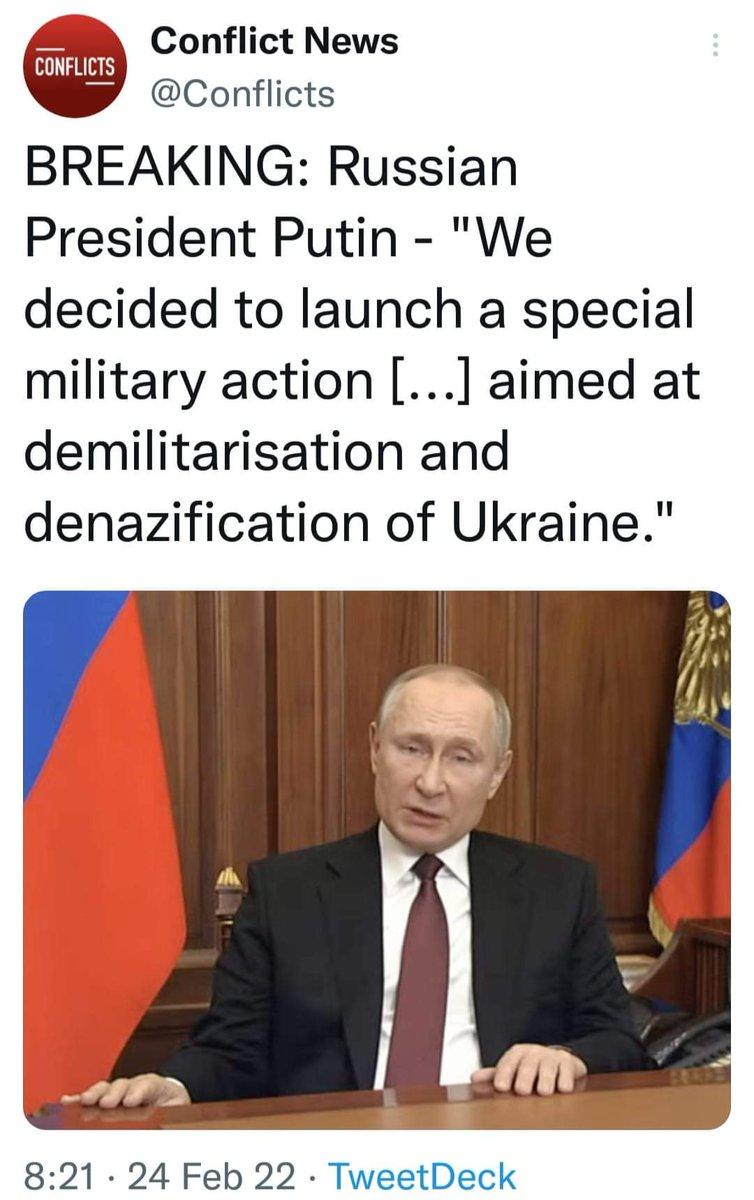 CONFLICTS
Conflict News
@Conflicts
BREAKING: Russian
President Putin - "We
decided to launch a special
military action [...] aimed at
demilitarisation and
denazification of Ukraine."
8:21 · 24 Feb 22 · TweetDeck